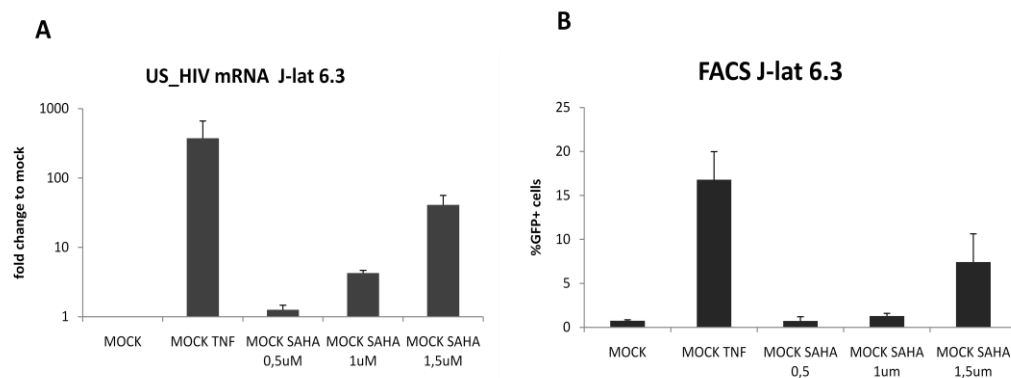 A
US_HIV mRNA J-lat 6.3
fold change to mock
1000
100
10
1
MOCK
MOCK TNF
MOCK SAHA
0,5uM
MOCK SAHA
1uM
MOCK SAHA
1,5uM
B
FACS J-lat 6.3
%GFP+ cells
25
20
15
10
5
0
MOCK
MOCK TNF
MOCK SAHA
0,5
MOCK SAHA
1um
MOCK SAHA
1,5um